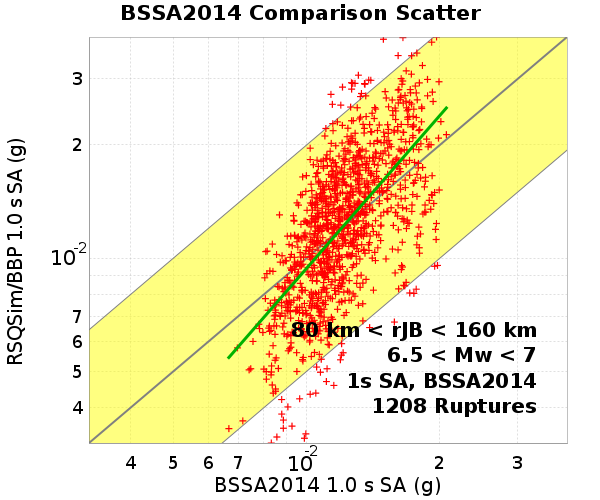 BSSA2014 Comparison Scatter
RSQSim/BBP 1.0 s SA (g)
3
2
10-2
7
6
5
4
80 km < rJB < 160 km
6.5 < Mw < 7
1s SA, BSSA2014
1208 Ruptures
4 5 6 7 10-2 2 3
BSSA2014 1.0 s SA (g)